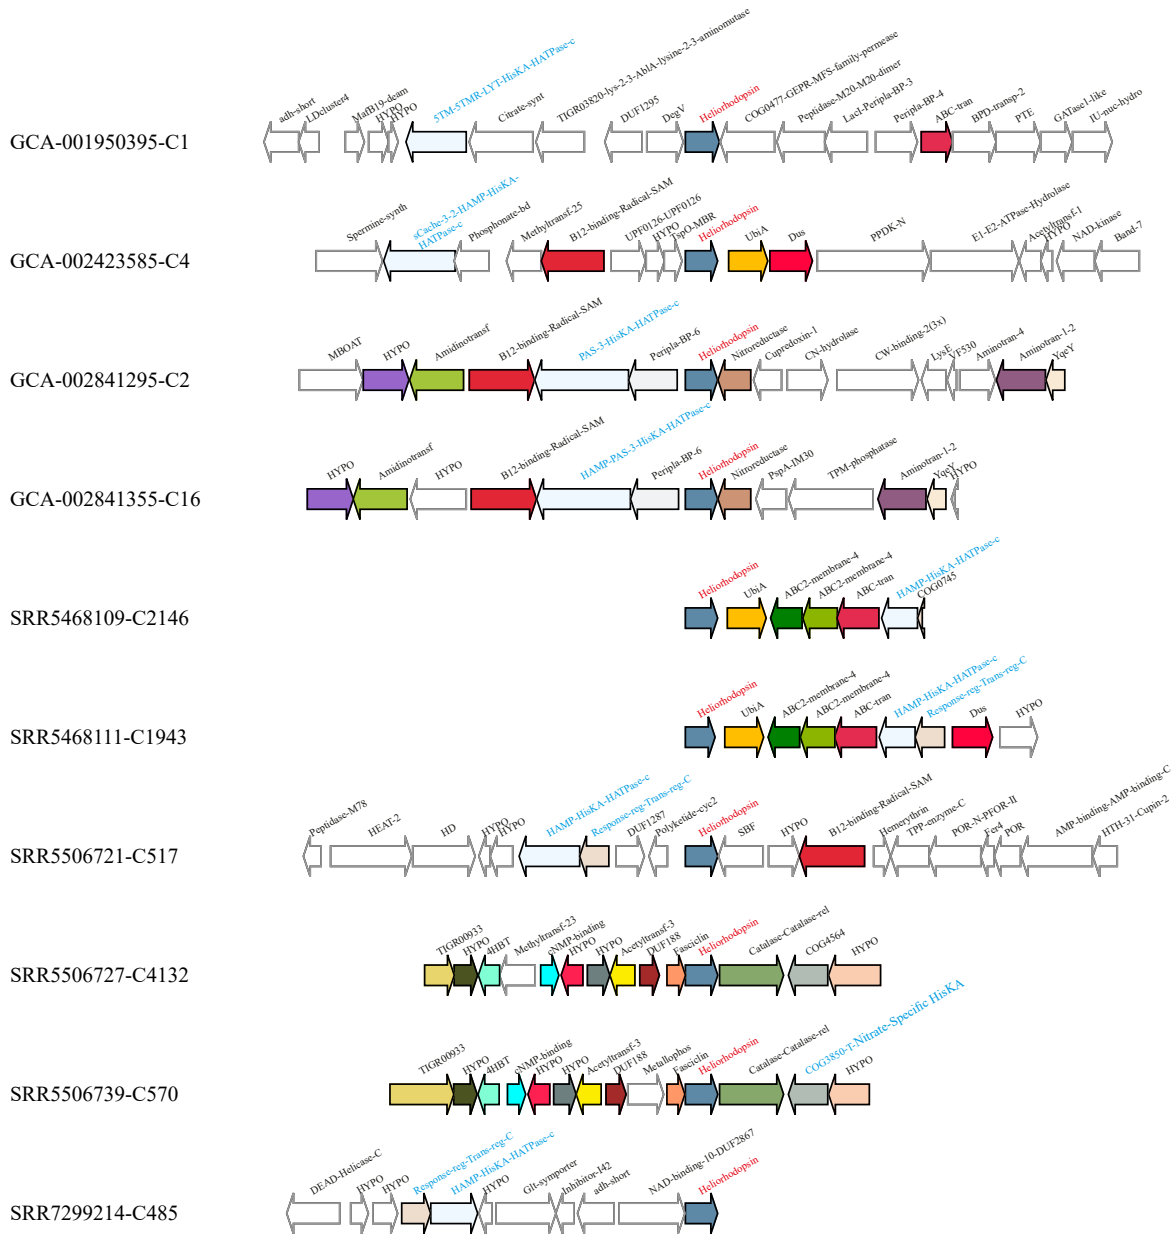 GCA-001950395-C1
adh-short
LDcluster4
MafB19-deam
HYPO
HYPO
5TM-5TMR-LYT-HisKA-HATPase-c
Citrate-synt
TIGR03820-lys-2-3-AblA-lysine-2-3-aminomutase
DUF1295
DegV
Heliorhodopsin
COG0477-GEPR-MFS-family-permease
Peptidase-M20-M20-dimer
LacI-Peripla-BP-3
Peripla-BP-4
ABC-tran
BPD-transp-2
PTE
GATase1-like
IU-nuc-hydro
GCA-002423585-C4
Spermine-synth
sCache-3-2-HAMP-HisKA-
HATPase-c
Phosphonate-bd
Methyltransf-25
B12-binding-Radical-SAM
UPF0126-UPF0126
HYPO
TspO-MBR
Heliorhodopsin
UbiA
Dus
PPDK-N
E1-E2-ATPase-Hydrolase
Acetyltransf-1
HYPO
NAD-kinase
Band-7
GCA-002841295-C2
MBOAT
HYPO
Amidinotransf
B12-binding-Radical-SAM
PAS-3-HisKA-HATPase-c
Peripla-BP-6
Heliorhodopsin
Nitroreductase
Cupredoxin-1
CN-hydrolase
CW-binding-2(3x)
LysE
Aminotran-4
Aminotran-1-2
YqeY
GCA-002841355-C16
HYPO
Amidinotransf
HYPO
B12-binding-Radical-SAM
HAMP-PAS-3-HisKA-HATPase-c
Peripla-BP-6
Heliorhodopsin
Nitroreductase
PspA-IM30
TPM-phosphatase
Aminotran-1-2
YqeY
HYPO
SRR5468109-C2146
Heliorhodopsin
UbiA
ABC2-membrane-4
ABC2-membrane-4
ABC-tran
HAMP-HisKA-HATPase-c
COG0745
SRR5468111-C1943
Heliorhodopsin
UbiA
ABC2-membrane-4
ABC2-membrane-4
ABC-tran
HAMP-HisKA-HATPase-c
Response-reg-Trans-reg-C
Dus
HYPO
SRR5506721-C517
Peptidase-M78
HEAT-2
HD
HYPO
HYPO
HAMP-HisKA-HATPase-c
Response-reg-Trans-reg-C
DUF1287
Polyketide-cyc2
Heliorhodopsin
SBF
HYPO
B12-binding-Radical-SAM
Hemerythrin
TPP-enzyme-C
POR-N-PFOR-II
Fer4
POR
AMP-binding-AMP-binding-C
HTH-31-Cupin-2
SRR5506727-C4132
TIGR00933
HYPO
4HBT
Methyltransf-23
cNMP-binding
HYPO
HYPO
Acetyltransf-3
DUF188
Fasciclin
Heliorhodopsin
Catalase-Catalase-rel
COG4564
HYPO
SRR5506739-C570
TIGR00933
HYPO
4HBT
cNMP-binding
HYPO
HYPO
Acetyltransf-3
DUF188
Metallophos
Fasciclin
Heliorhodopsin
Catalase-Catalase-rel
COG3850-T-Nitrate-Specific HisKA
HYPO
SRR7299214-C485
DEAD-Helicase-C
HYPO
HYPO
Response-reg-Trans-reg-C
HAMP-HisKA-HATPase-c
HYPO
Glt-symporter
Inhibitor-I42
adh-short
NAD-binding-10-DUF2867
Heliorhodopsin